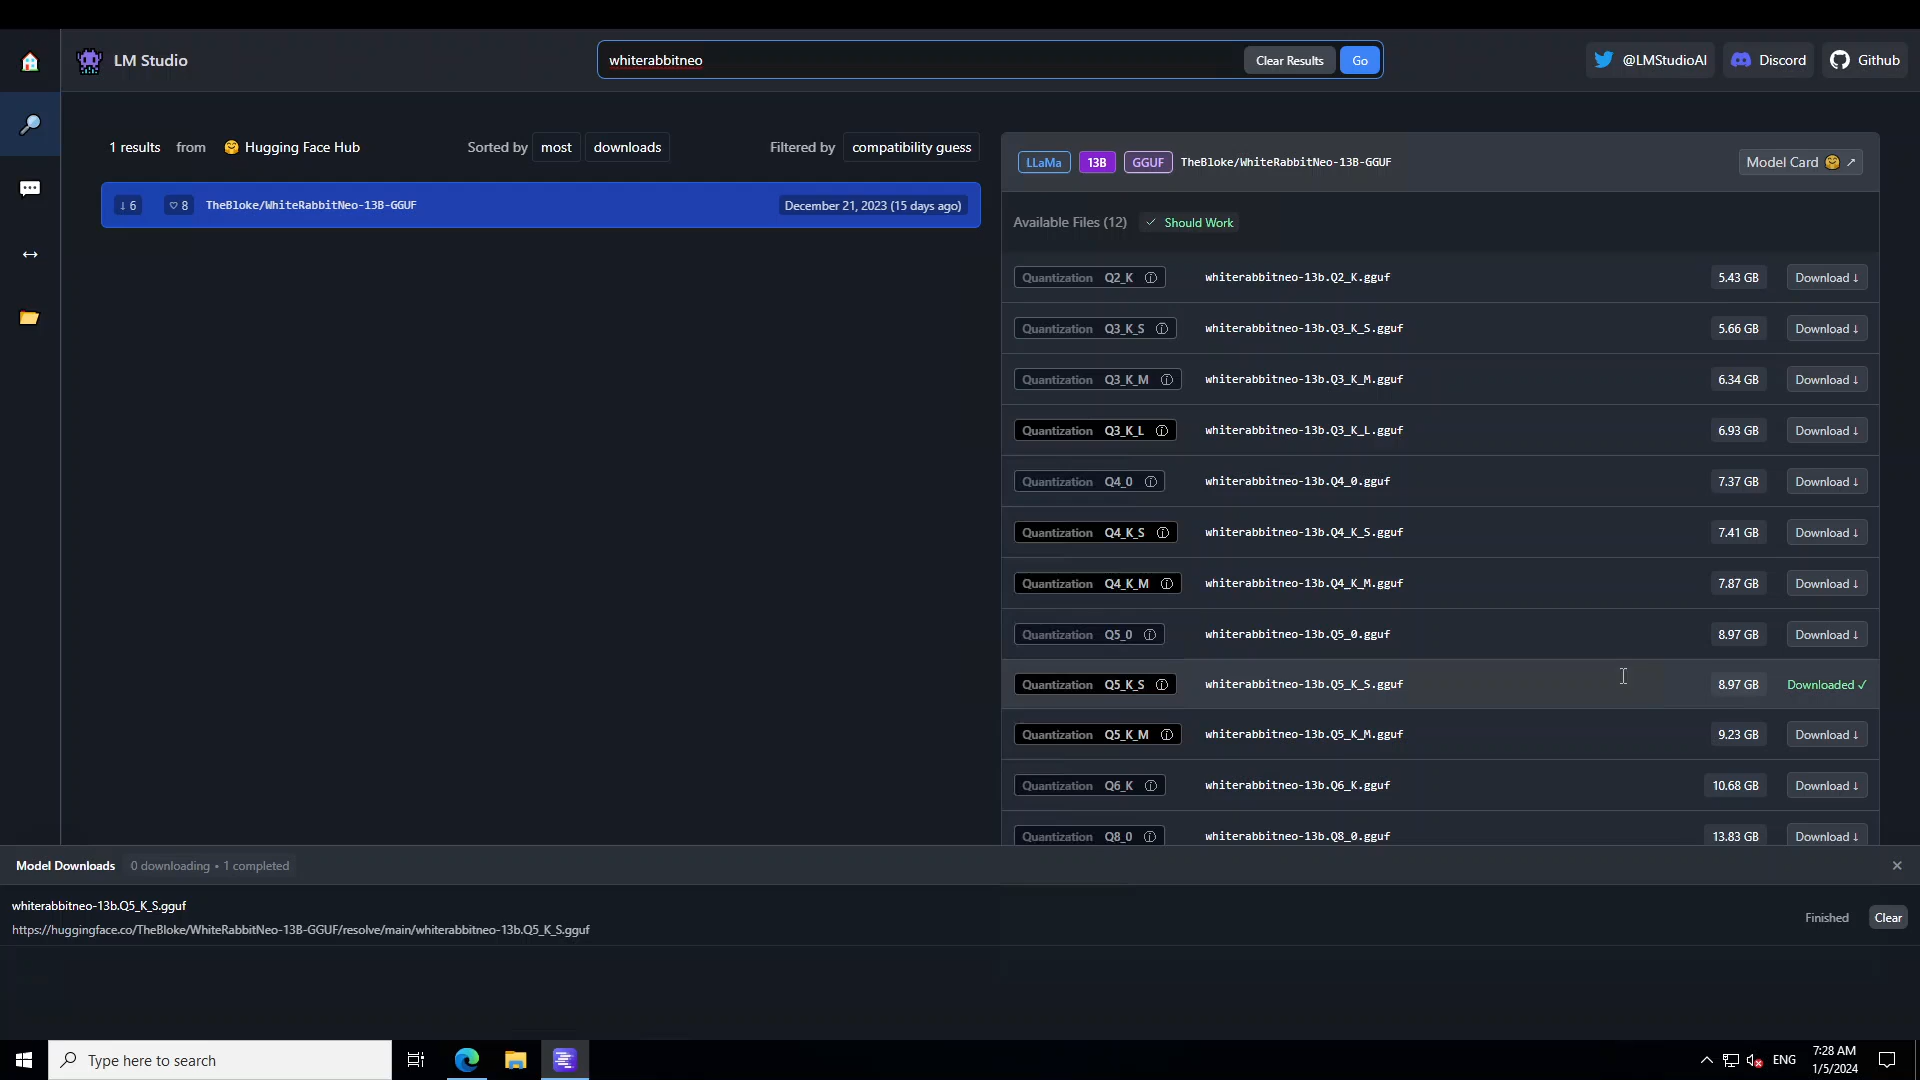 LM Studio
whiterabbitneo
Clear Results
Go
@LMStudioAI
Discord
Github
1 results from Hugging Face Hub
Sorted by most downloads
Filtered by compatibility guess
↓ 6 ♡ 8 TheBloke/WhiteRabbitNeo-13B-GGUF December 21, 2023 (15 days ago)
LLaMa 13B GGUF TheBloke/WhiteRabbitNeo-13B-GGUF Model Card ↗
Available Files (12) ✓ Should Work
Quantization Q2_K ⓘ whiterabbitneo-13b.Q2_K.gguf 5.43 GB Download ↓
Quantization Q3_K_S ⓘ whiterabbitneo-13b.Q3_K_S.gguf 5.66 GB Download ↓
Quantization Q3_K_M ⓘ whiterabbitneo-13b.Q3_K_M.gguf 6.34 GB Download ↓
Quantization Q3_K_L ⓘ whiterabbitneo-13b.Q3_K_L.gguf 6.93 GB Download ↓
Quantization Q4_0 ⓘ whiterabbitneo-13b.Q4_0.gguf 7.37 GB Download ↓
Quantization Q4_K_S ⓘ whiterabbitneo-13b.Q4_K_S.gguf 7.41 GB Download ↓
Quantization Q4_K_M ⓘ whiterabbitneo-13b.Q4_K_M.gguf 7.87 GB Download ↓
Quantization Q5_0 ⓘ whiterabbitneo-13b.Q5_0.gguf 8.97 GB Download ↓
Quantization Q5_K_S ⓘ whiterabbitneo-13b.Q5_K_S.gguf 8.97 GB Downloaded ✓
Quantization Q5_K_M ⓘ whiterabbitneo-13b.Q5_K_M.gguf 9.23 GB Download ↓
Quantization Q6_K ⓘ whiterabbitneo-13b.Q6_K.gguf 10.68 GB Download ↓
Quantization Q8_0 ⓘ whiterabbitneo-13b.Q8_0.gguf 13.83 GB Download ↓
Model Downloads 0 downloading • 1 completed
whiterabbitneo-13b.Q5_K_S.gguf
https://huggingface.co/TheBloke/WhiteRabbitNeo-13B-GGUF/resolve/main/whiterabbitneo-13b.Q5_K_S.gguf
Finished Clear
Type here to search
ENG
7:28 AM
1/5/2024